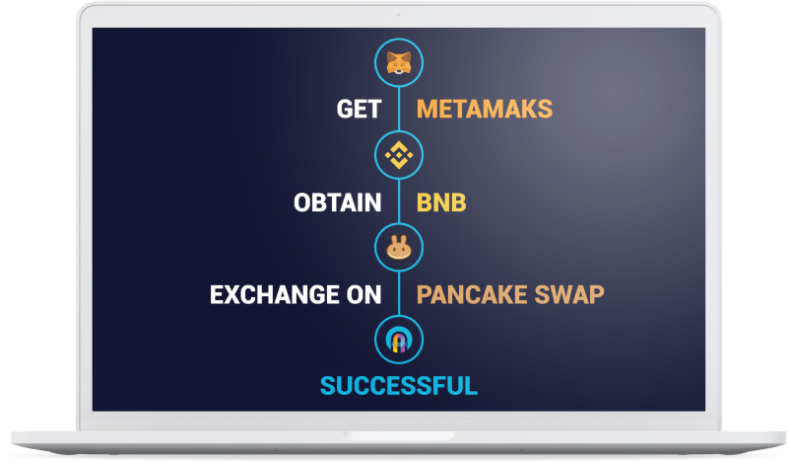 GET METAMAKS
OBTAIN BNB
EXCHANGE ON PANCAKE SWAP
SUCCESSFUL